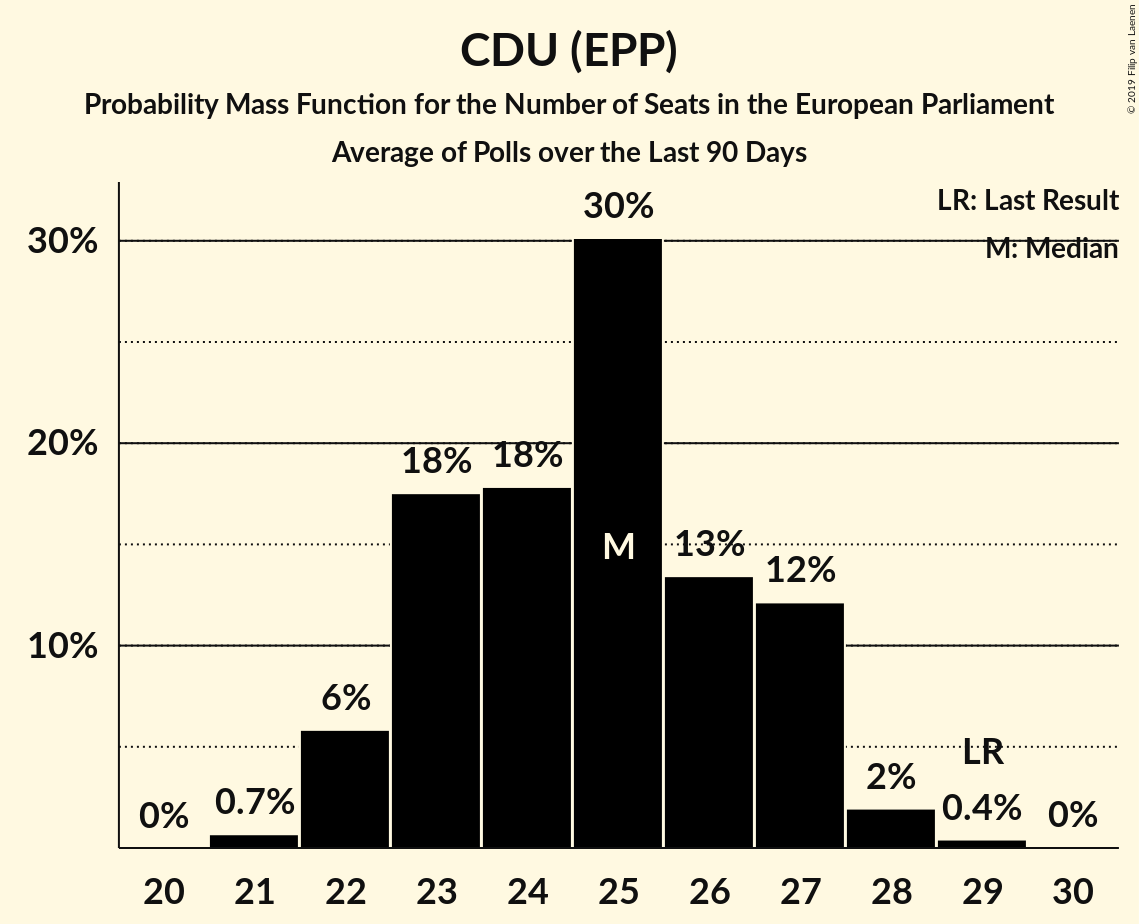 CDU (EPP)
Probability Mass Function for the Number of Seats in the European Parliament
Average of Polls over the Last 90 Days
© 2019 Filip van Laenen
LR: Last Result
M: Median
30%
20%
10%
0%
0.7%
6%
18%
18%
30%
M
13%
12%
2%
LR
0.4%
0%
20 21 22 23 24 25 26 27 28 29 30